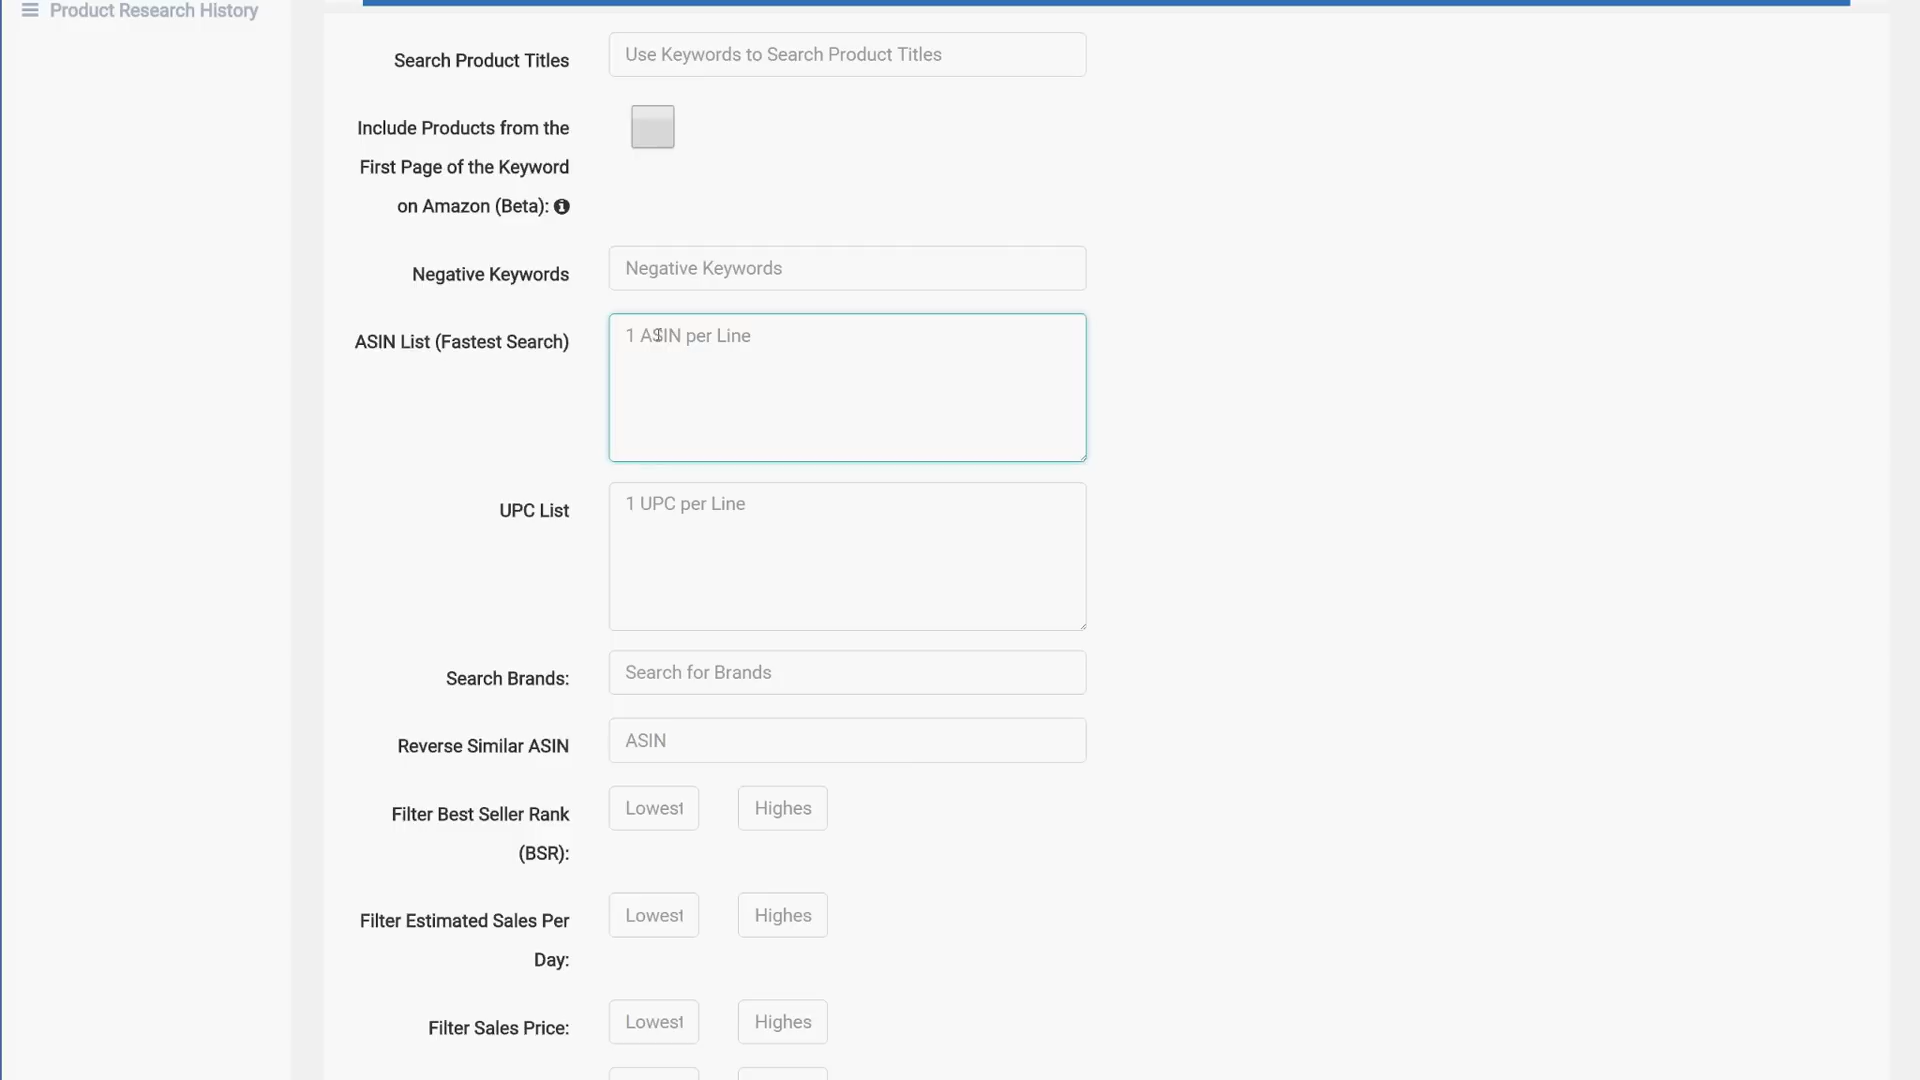 Product Research History
Search Product Titles
Use Keywords to Search Product Titles
Include Products from the
First Page of the Keyword
on Amazon (Beta):
Negative Keywords
Negative Keywords
ASIN List (Fastest Search)
1 ASIN per Line
UPC List
1 UPC per Line
Search Brands:
Search for Brands
Reverse Similar ASIN
ASIN
Filter Best Seller Rank
(BSR):
Lowest
Highes
Filter Estimated Sales Per
Day:
Lowest
Highes
Filter Sales Price:
Lowest
Highes